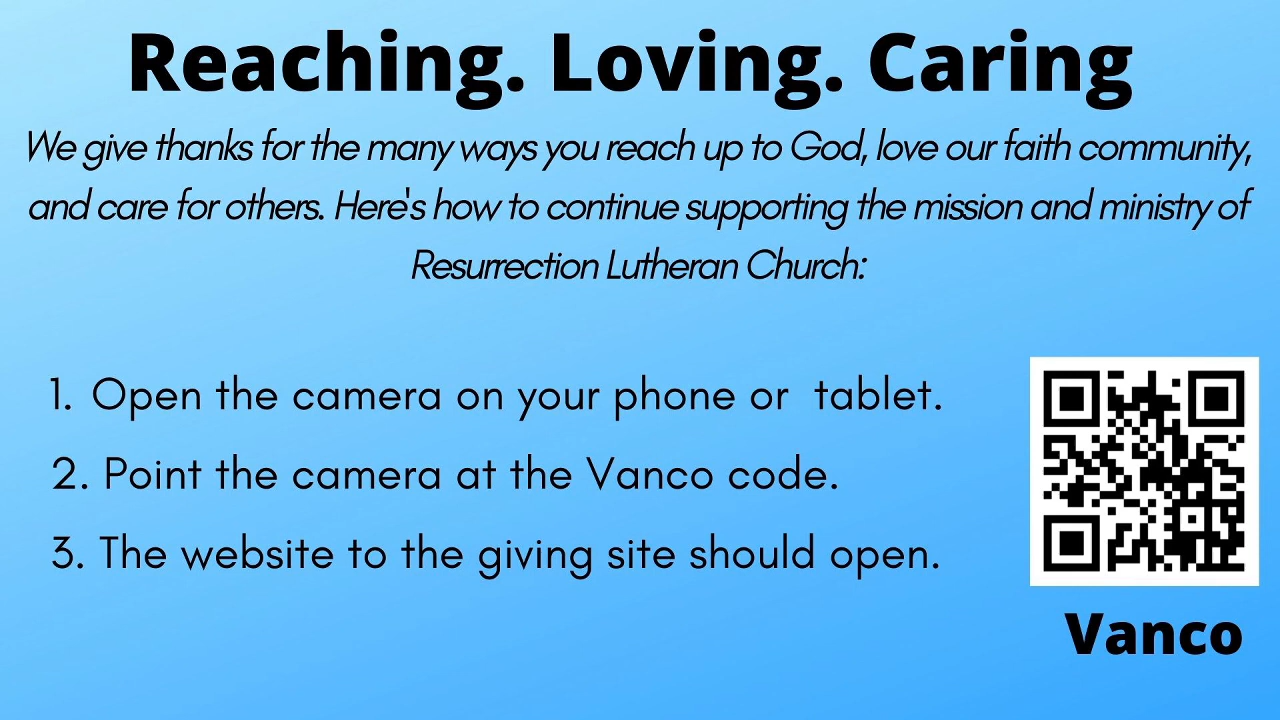 Reaching. Loving. Caring
We give thanks for the many ways you reach up to God, love our faith community,
and care for others. Here's how to continue supporting the mission and ministry of
Resurrection Lutheran Church:
1. Open the camera on your phone or  tablet.
2. Point the camera at the Vanco code.
3. The website to the giving site should open.
Vanco